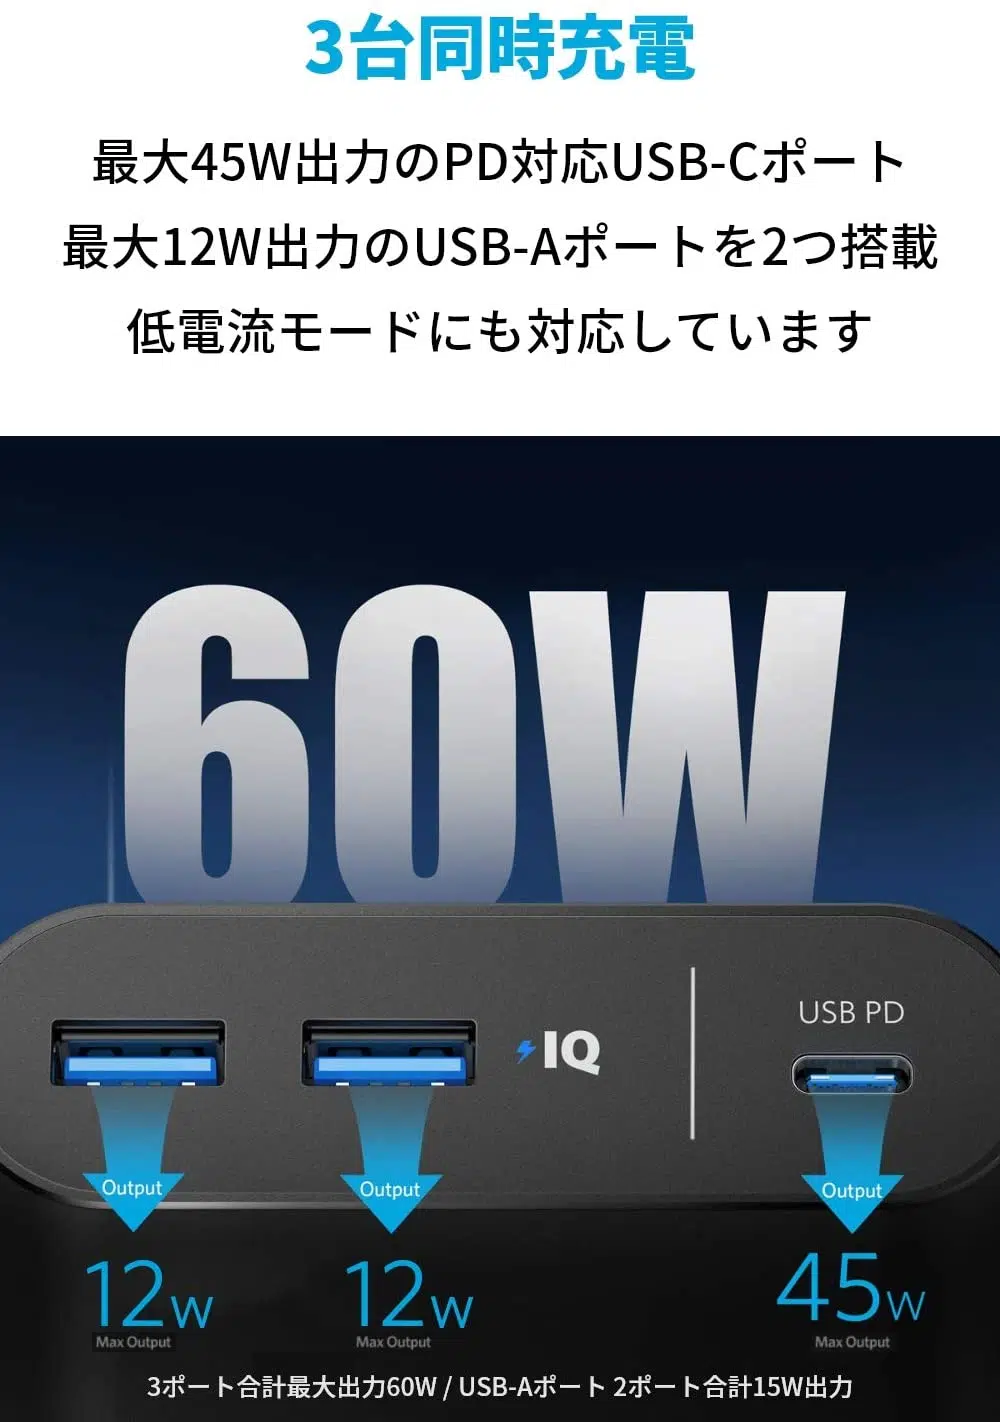 3台同時充電
最大45W出力のPD対応USB-Cポート
最大12W出力のUSB-Aポートを2つ搭載
低電流モードにも対応しています
60W
IQ
USB PD
Output Output Output
12W 12W 45W
Max Output Max Output Max Output
3ポート合計最大出力60W / USB-Aポート 2ポート合計15W出力